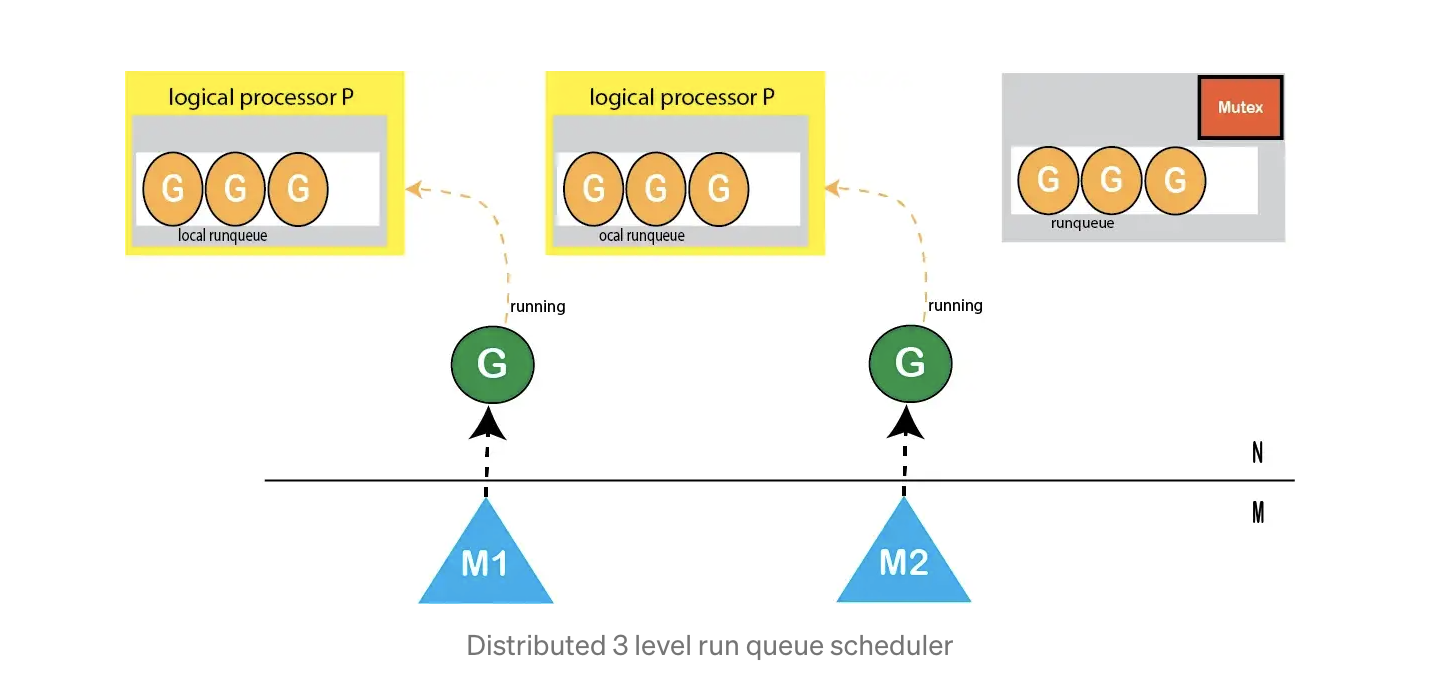 logical processor P
logical processor P
Mutex
G G G
G G G
G G G
local runqueue
ocal runqueue
runqueue
running
running
G
G
N
M
M1
M2
Distributed 3 level run queue scheduler